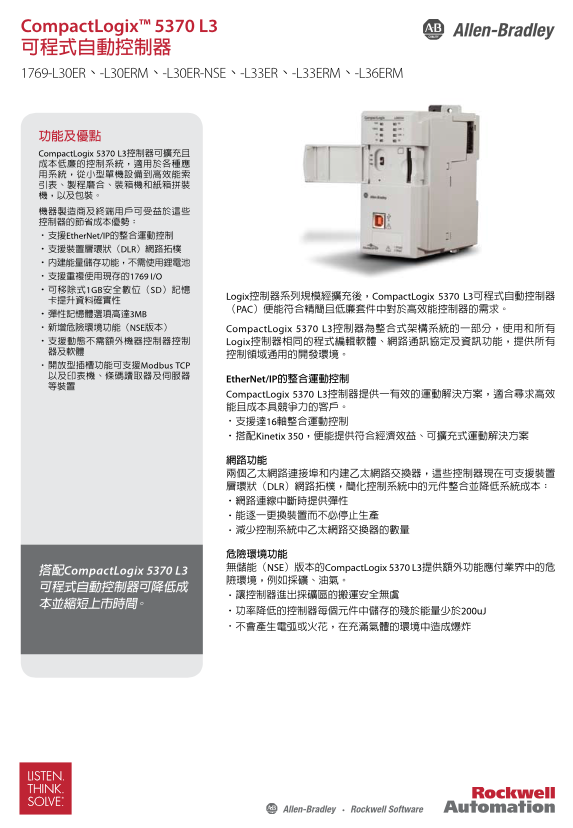 CompactLogix™ 5370 L3
可程式自動控制器
Allen-Bradley
1769-L30ER、-L30ERM、-L30ER-NSE、-L33ER、-L33ERM、-L36ERM
功能及優點
CompactLogix 5370 L3控制器可擴充且
成本低廉的控制系統，適用於各種應
用系統，從小型單機設備到高效能索
引表、製程磨合、裝箱機和紙箱拼裝
機，以及包裝。
機器製造商及終端用戶可受益於這些
控制器的節省成本優勢：
・支援EtherNet/IP的整合運動控制
・支援裝置層環狀（DLR）網路拓樸
・內建能量儲存功能，不需使用鋰電池
・支援重複使用現存的1769 I/O
・可移除式1GB安全數位（SD）記憶
卡提升資料確實性
・彈性記憶體選項高達3MB
・新增危險環境功能（NSE版本）
・支援動態不需額外機器控制器控制
器及軟體
・開放型插槽功能可支援Modbus TCP
以及印表機、條碼讀取器及伺服器
等裝置
搭配CompactLogix 5370 L3
可程式自動控制器可降低成
本並縮短上市時間。
Logix控制器系列規模經擴充後，CompactLogix 5370 L3可程式自動控制器
（PAC）便能符合精簡且低廉套件中對於高效能控制器的需求。
CompactLogix 5370 L3控制器為整合式架構系統的一部分，使用和所有
Logix控制器相同的程式編輯軟體、網路通訊協定及資訊功能，提供所有
控制領域通用的開發環境。
EtherNet/IP的整合運動控制
CompactLogix 5370 L3控制器提供一有效的運動解決方案，適合尋求高效
能且成本具競爭力的客戶。
・支援達16軸整合運動控制
・搭配Kinetix 350，便能提供符合經濟效益、可擴充式運動解決方案
網路功能
兩個乙太網路連接埠和內建乙太網路交換器，這些控制器現在可支援裝置
層環狀（DLR）網路拓樸，簡化控制系統中的元件整合並降低系統成本：
・網路連線中斷時提供彈性
・能逐一更換裝置而不必停止生產
・減少控制系統中乙太網路交換器的數量
危險環境功能
無儲能（NSE）版本的CompactLogix 5370 L3提供額外功能應付業界中的危
險環境，例如採礦、油氣。
・讓控制器進出採礦區的搬運安全無虞
・功率降低的控制器每個元件中儲存的殘於能量少於200uJ
・不會產生電弧或火花，在充滿氣體的環境中造成爆炸
LISTEN.
THINK.
SOLVE.
Allen-Bradley • Rockwell Software
Rockwell
Automation